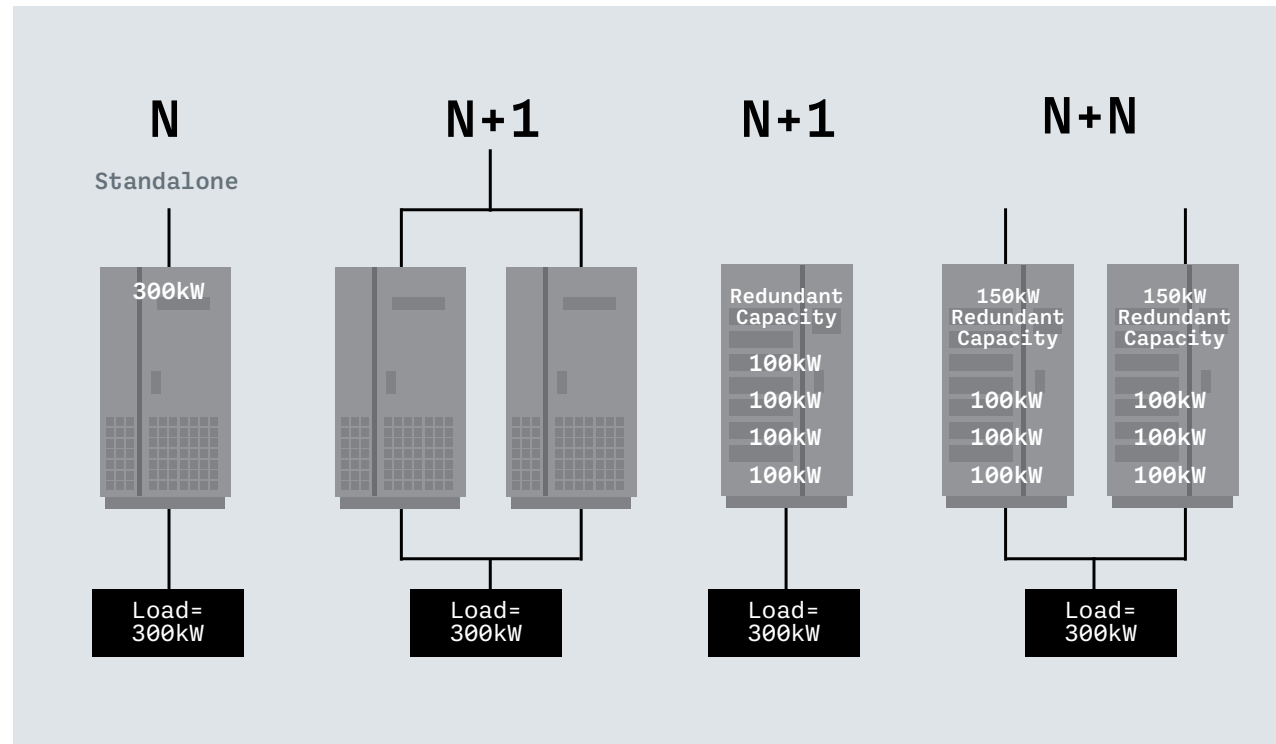 N
Standalone
300kW
Load=
300kW
N+1
Load=
300kW
N+1
Redundant
Capacity
100kW
100kW
100kW
100kW
Load=
300kW
N+N
150kW
Redundant
Capacity
100kW
100kW
100kW
150kW
Redundant
Capacity
100kW
100kW
100kW
Load=
300kW